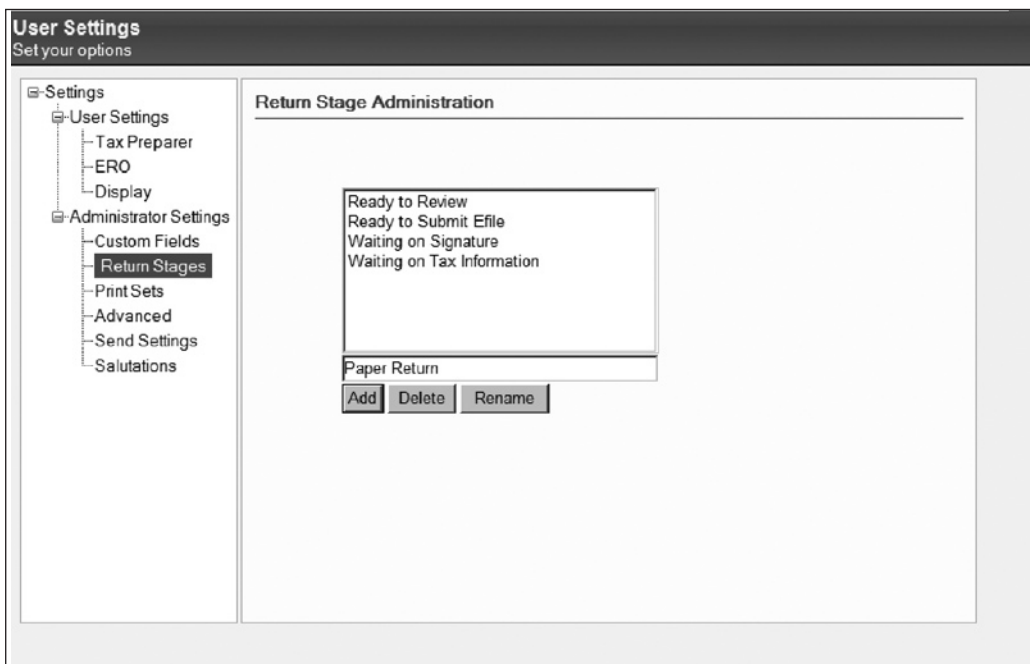 User Settings
Set your options
Settings
User Settings
Tax Preparer
ERO
Display
Administrator Settings
Custom Fields
Return Stages
Print Sets
Advanced
Send Settings
Salutations
Return Stage Administration
Ready to Review
Ready to Submit Efile
Waiting on Signature
Waiting on Tax Information
Paper Return
Add Delete Rename